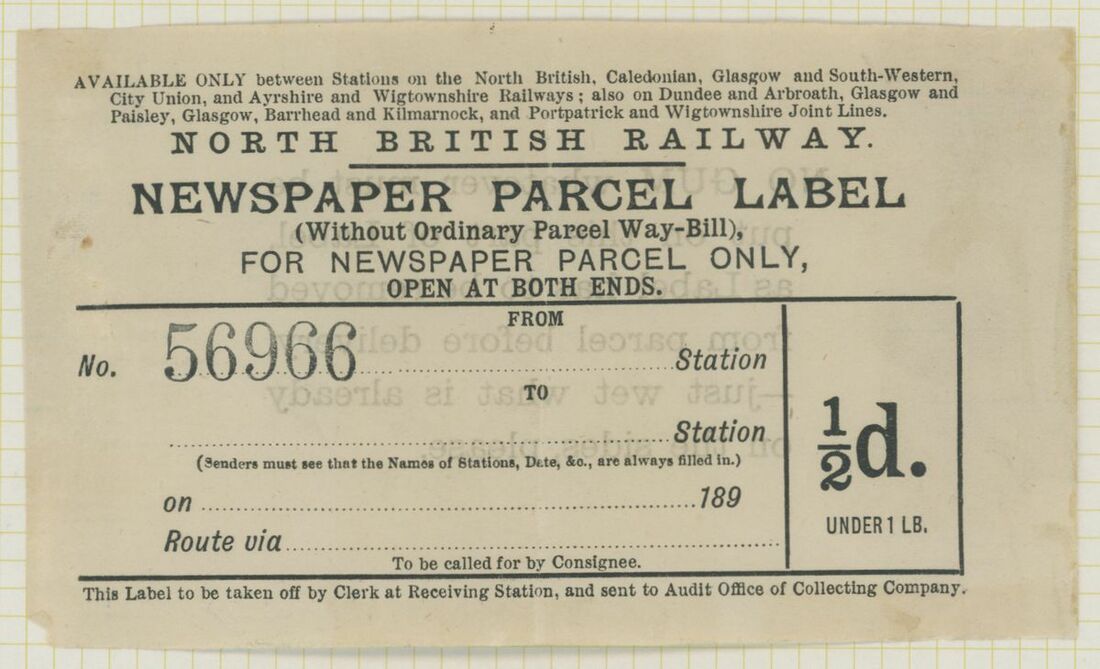 AVAILABLE ONLY between Stations on the North British, Caledonian, Glasgow and South-Western,
City Union, and Ayrshire and Wigtownshire Railways; also on Dundee and Arbroath, Glasgow and
Paisley, Glasgow, Barrhead and Kilmarnock, and Portpatrick and Wigtownshire Joint Lines.
NORTH BRITISH RAILWAY.
NEWSPAPER PARCEL LABEL
(Without Ordinary Parcel Way-Bill),
FOR NEWSPAPER PARCEL ONLY,
OPEN AT BOTH ENDS.
FROM
No. 56966 Station
TO
Station
(Senders must see that the Names of Stations, Date, &c., are always filled in.)
on 189
Route via
To be called for by Consignee.
½d.
UNDER 1 LB.
This Label to be taken off by Clerk at Receiving Station, and sent to Audit Office of Collecting Company.